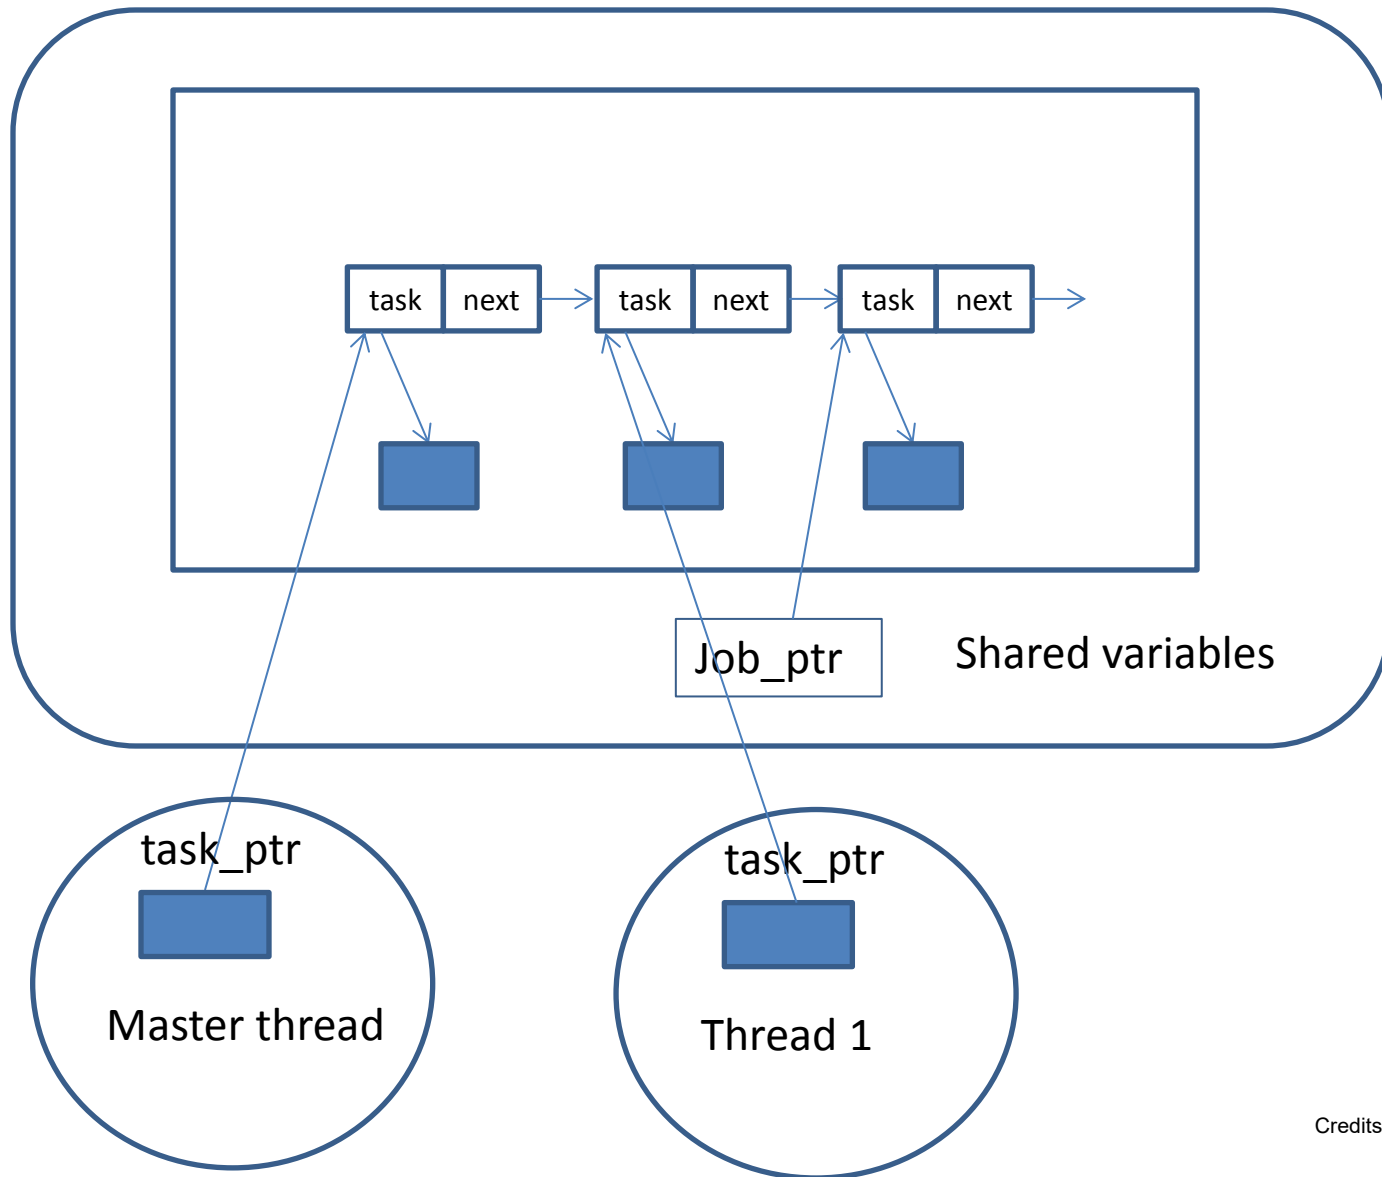 task next task next task next
Job_ptr
Shared variables
task_ptr
Master thread
task_ptr
Thread 1
Credits